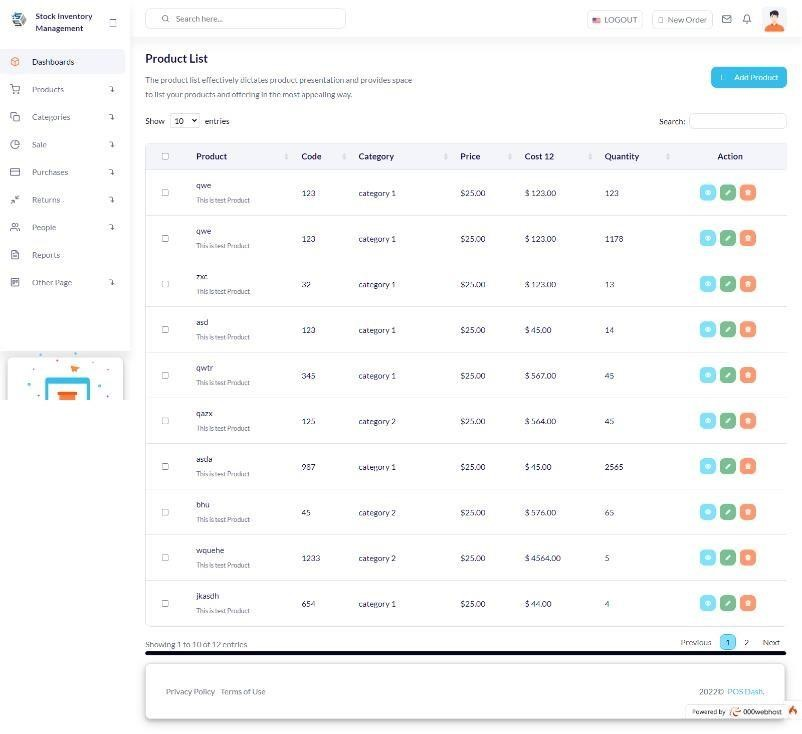 Stock Inventory
Management
Search here...
LOGOUT
New Order
Dashboards
Products
Categories
Sale
Purchases
Returns
People
Reports
Other Page
Product List
The product list effectively dictates product presentation and provides space
to list your products and offering in the most appealing way.
Add Product
Show 10 entries
Search:
Product Code Category Price Cost 12 Quantity Action
qwe
This is test Product
123 category 1 $25.00 $ 123.00 123
qwe
This is test Product
123 category 1 $25.00 $ 123.00 1178
zxc
This is test Product
32 category 1 $25.00 $ 123.00 13
asd
This is test Product
123 category 1 $25.00 $ 45.00 14
qwtr
This is test Product
345 category 1 $25.00 $ 567.00 45
qazx
This is test Product
125 category 2 $25.00 $ 564.00 45
asda
This is test Product
987 category 1 $25.00 $ 45.00 2565
bhu
This is test Product
45 category 2 $25.00 $ 576.00 65
wquehe
This is test Product
1233 category 2 $25.00 $ 4564.00 5
jkasdh
This is test Product
654 category 1 $25.00 $ 44.00 4
Showing 1 to 10 of 12 entries
Previous 1 2 Next
Privacy Policy Terms of Use
2022© POS Dash.
Powered by 000webhost